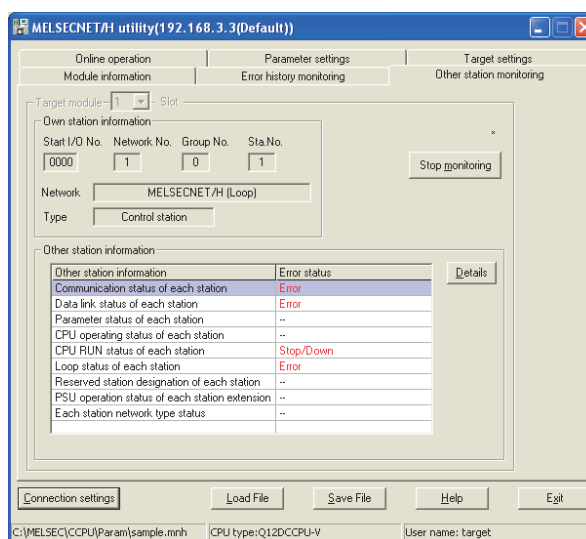 MELSECNET/H utility(192.168.3.3(Default))
Online operation Parameter settings Target settings
Module information Error history monitoring Other station monitoring
Target module 1 - Slot
Own station information
Start I/O No. Network No. Group No. Sta.No.
0000 1 0 1
*
Stop monitoring
Network MELSECNET/H (Loop)
Type Control station
Other station information
Other station information Error status
Details
Communication status of each station Error
Data link status of each station Error
Parameter status of each station --
CPU operating status of each station --
CPU RUN status of each station Stop/Down
Loop status of each station Error
Reserved station designation of each station --
PSU operation status of each station extension --
Each station network type status --
Connection settings Load File Save File Help Exit
C:\MELSEC\CCPU\Param\sample.mnh CPU type:Q12DCCPU-V User name: target